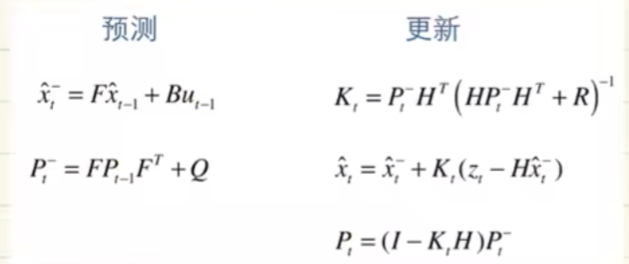 预测
x̂ₜ⁻ = Fx̂ₜ₋₁ + Buₜ₋₁
Pₜ⁻ = FPₜ₋₁Fᵀ + Q
更新
Kₜ = Pₜ⁻Hᵀ(HPₜ⁻Hᵀ + R)⁻¹
x̂ₜ = x̂ₜ⁻ + Kₜ(zₜ − Hx̂ₜ⁻)
Pₜ = (I − KₜH)Pₜ⁻